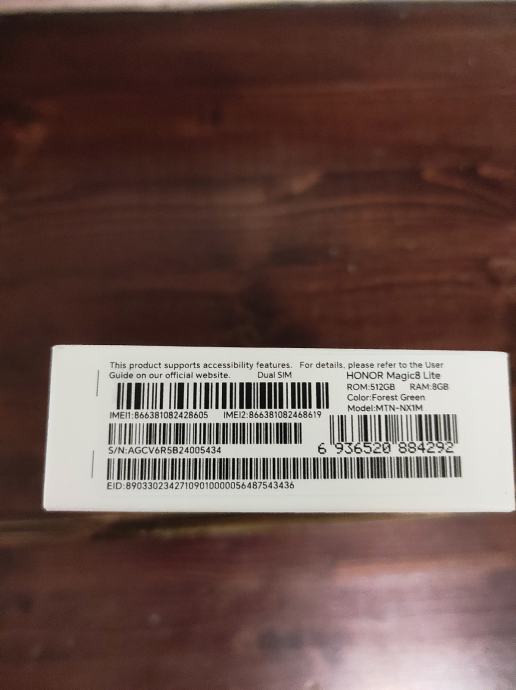 This product supports accessibility features. For details, please refer to the User
Guide on our official website. Dual SIM
HONOR Magic8 Lite
ROM:512GB RAM:8GB
Color:Forest Green
Model:MTN-NX1M
IMEI1:866381082428605 IMEI2:866381082468619
S/N:AGCV6R5B24005434
6 936520 884292
EID:89033023427109010000056487543436